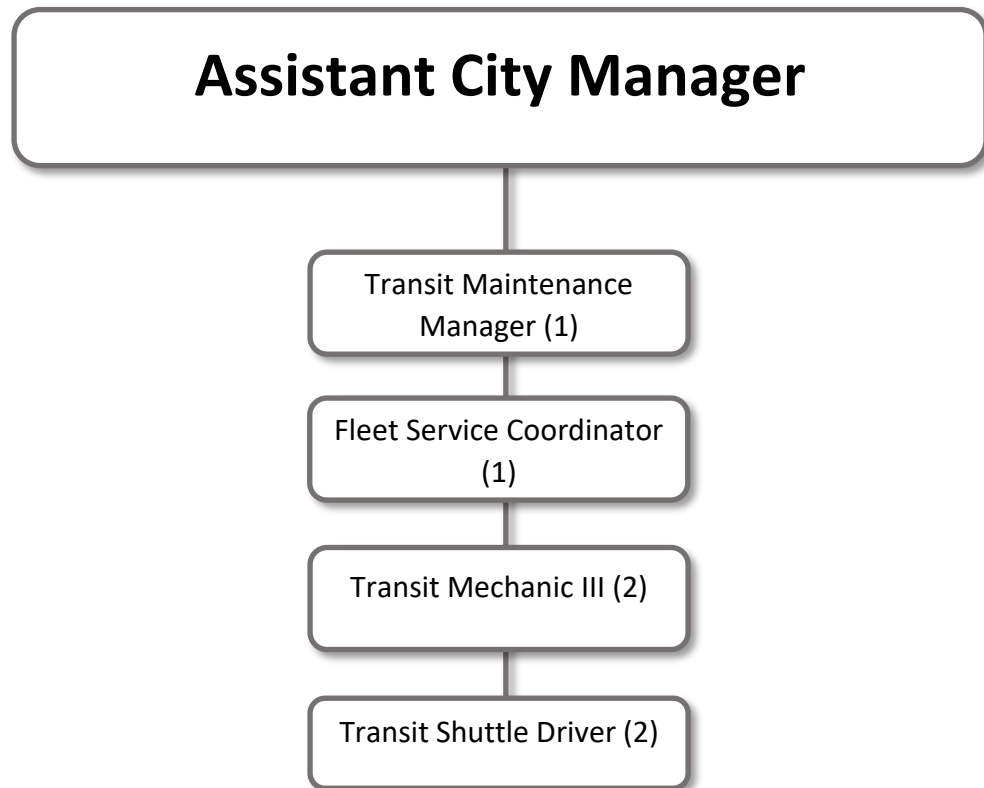 Assistant City Manager
Transit Maintenance
Manager (1)
Fleet Service Coordinator
(1)
Transit Mechanic III (2)
Transit Shuttle Driver (2)